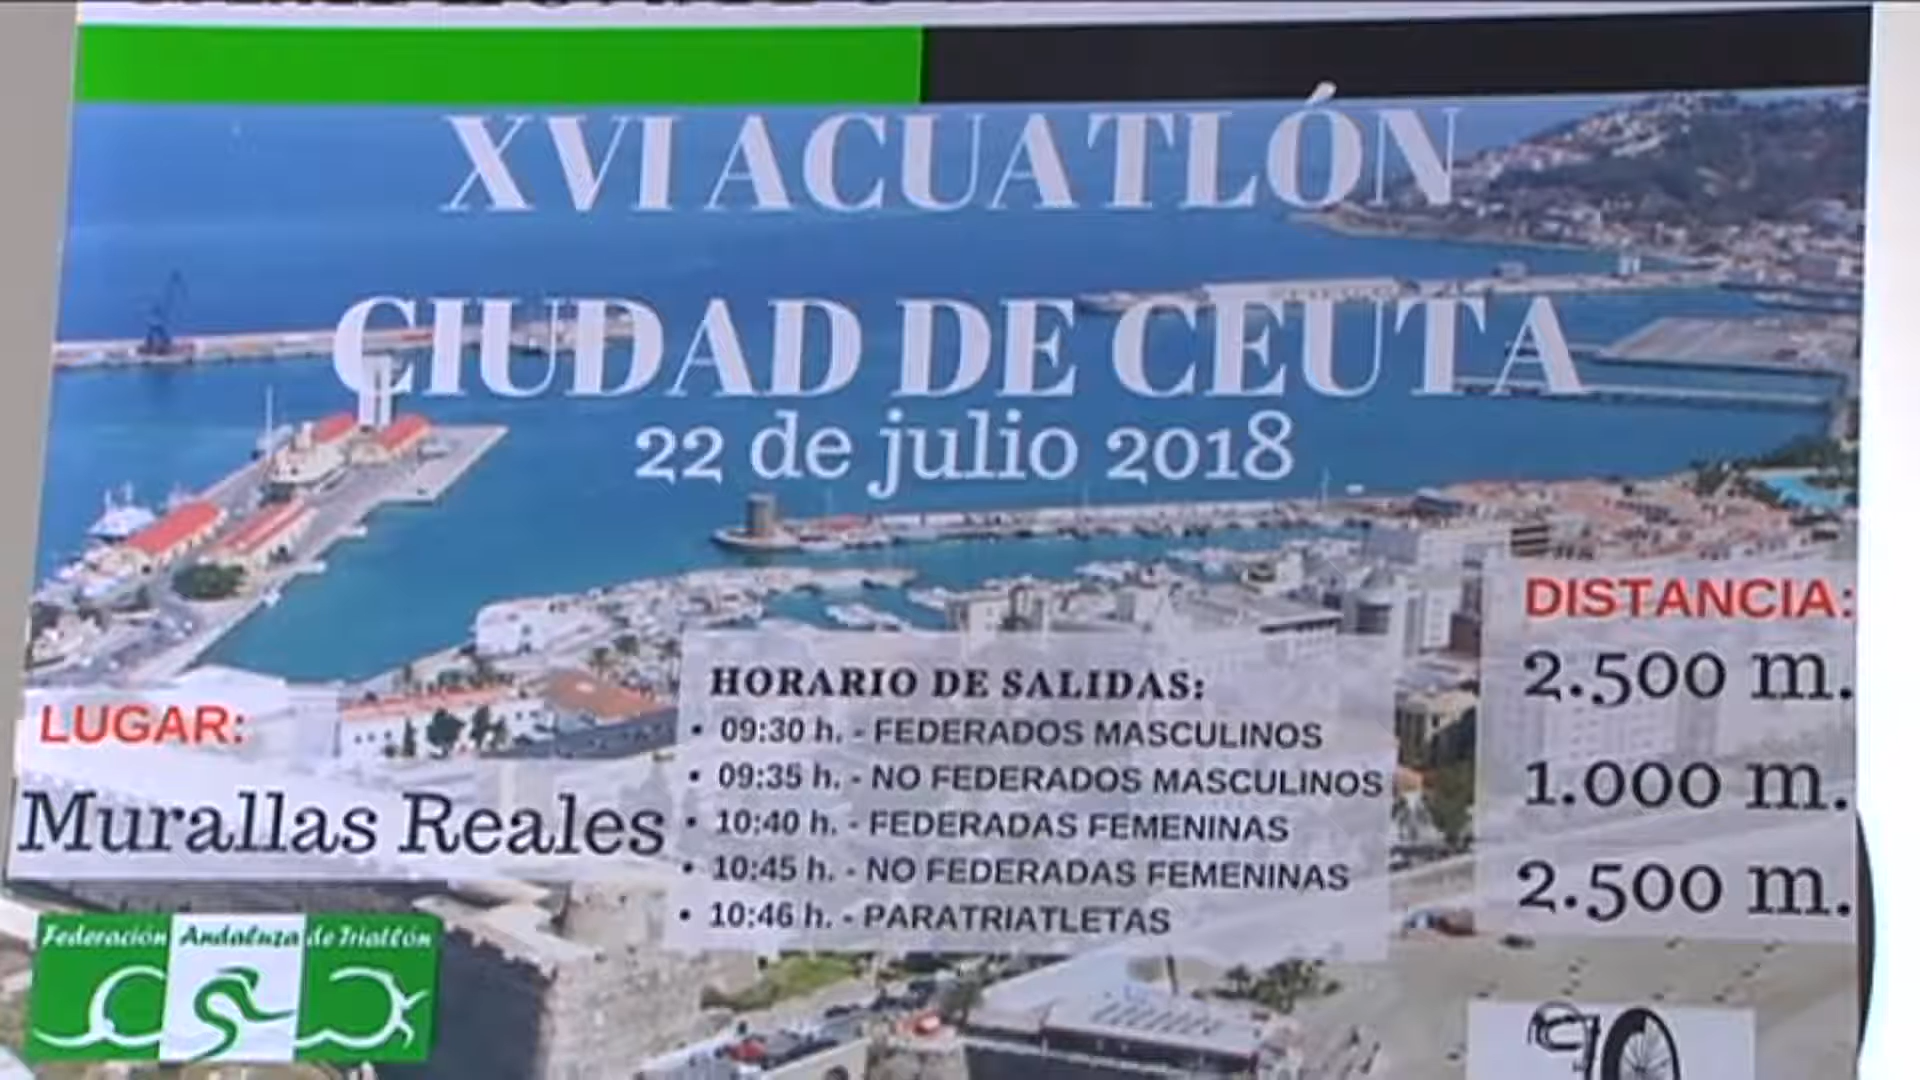 XVI ACUATLÓN
CIUDAD DE CEUTA
22 de julio 2018
DISTANCIA:
2.500 m.
1.000 m.
2.500 m.
HORARIO DE SALIDAS:
• 09:30 h. - FEDERADOS MASCULINOS
• 09:35 h. - NO FEDERADOS MASCULINOS
• 10:40 h. - FEDERADAS FEMENINAS
• 10:45 h. - NO FEDERADAS FEMENINAS
• 10:46 h. - PARATRIATLETAS
LUGAR:
Murallas Reales
Federación Andaluza de Triatlón